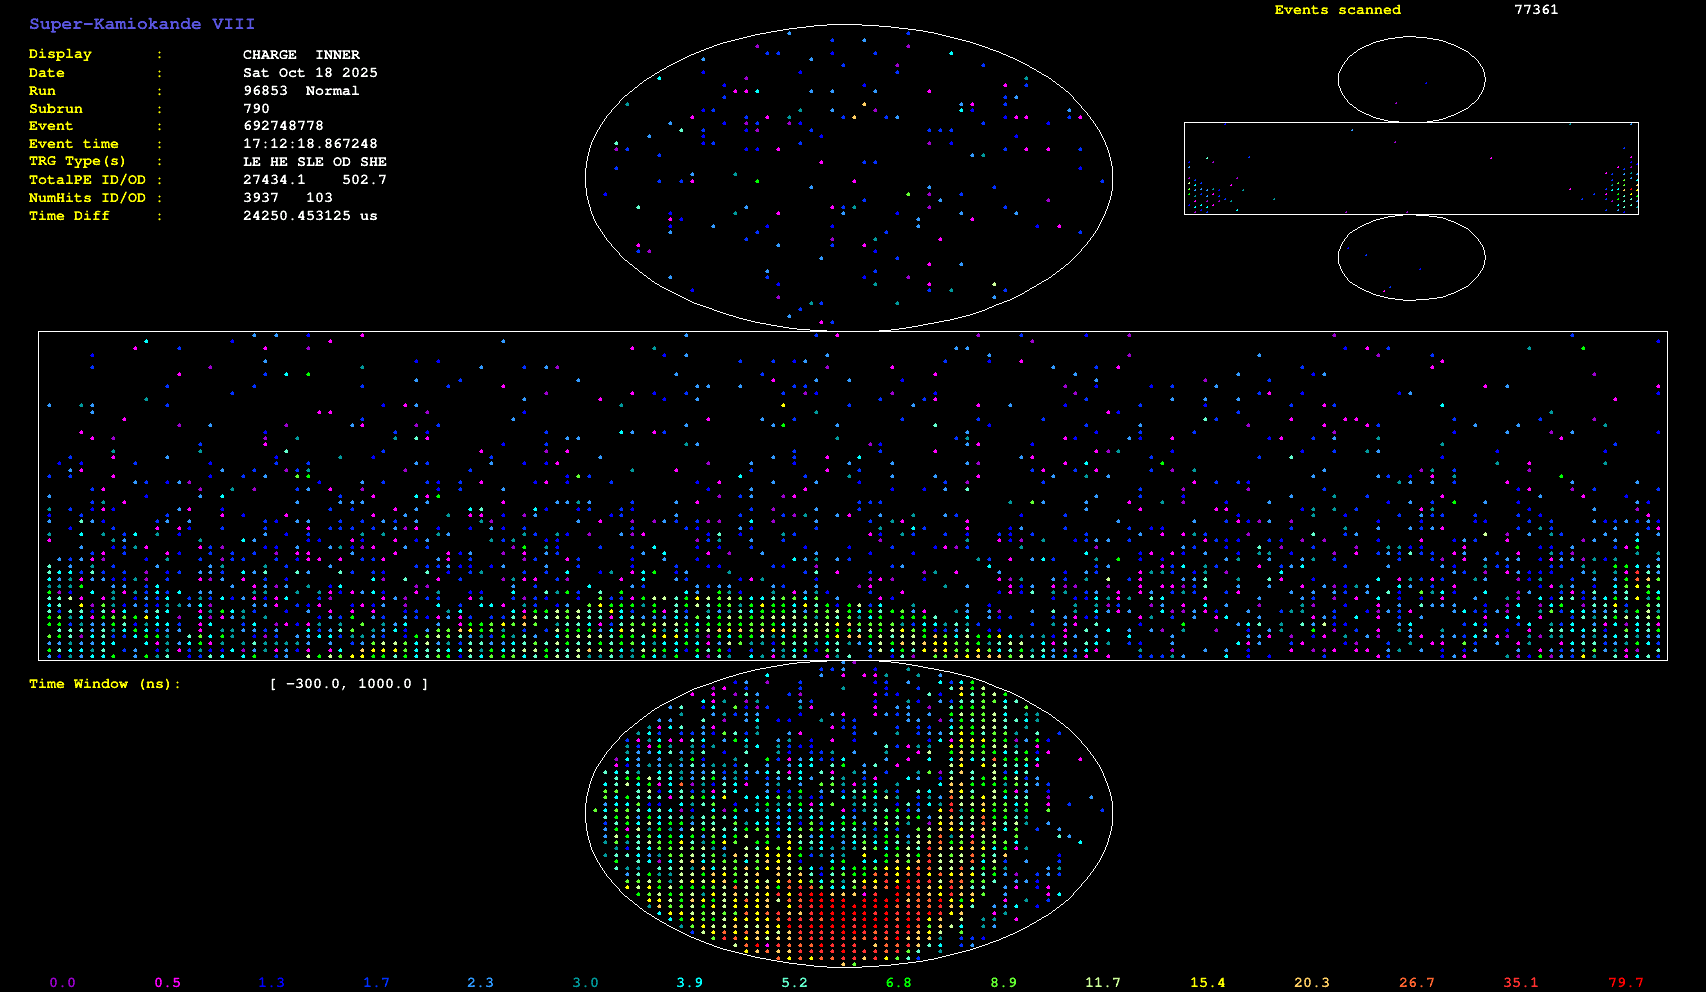 Super-Kamiokande VIII
Events scanned 77361
Display : CHARGE INNER
Date : Sat Oct 18 2025
Run : 96853 Normal
Subrun : 790
Event : 692748778
Event time : 17:12:18.867248
TRG Type(s) : LE HE SLE OD SHE
TotalPE ID/OD : 27434.1 502.7
NumHits ID/OD : 3937 103
Time Diff : 24250.453125 us
Time Window (ns): [ -300.0, 1000.0 ]
0.0 0.5 1.3 1.7 2.3 3.0 3.9 5.2 6.8 8.9 11.7 15.4 20.3 26.7 35.1 79.7